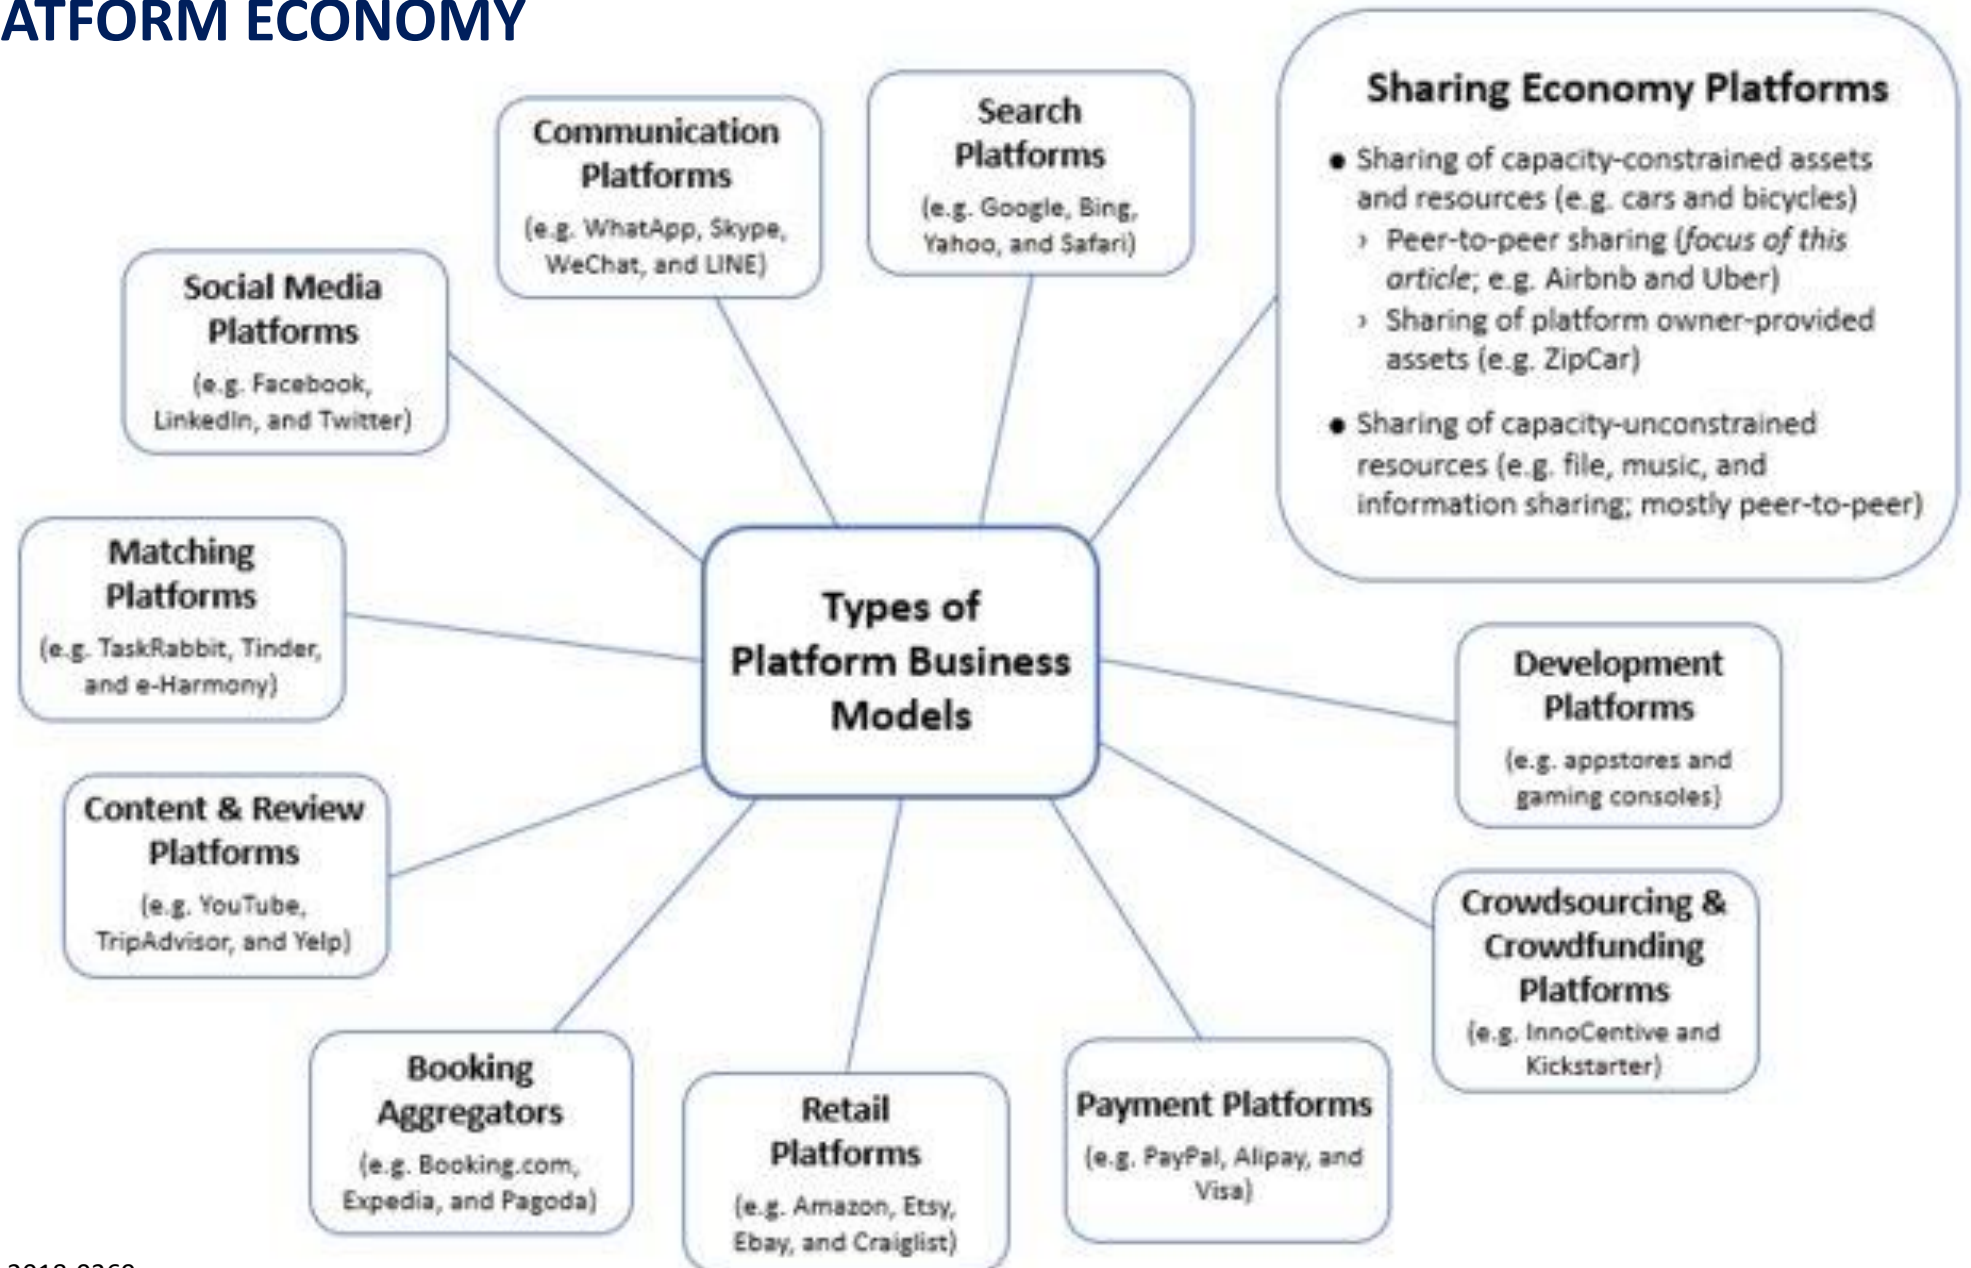 ATFORM ECONOMY
Communication
Platforms
(e.g. WhatApp, Skype,
WeChat, and LINE)
Search
Platforms
(e.g. Google, Bing,
Yahoo, and Safari)
Sharing Economy Platforms
● Sharing of capacity-constrained assets
and resources (e.g. cars and bicycles)
› Peer-to-peer sharing (focus of this
article; e.g. Airbnb and Uber)
› Sharing of platform owner-provided
assets (e.g. ZipCar)
● Sharing of capacity-unconstrained
resources (e.g. file, music, and
information sharing; mostly peer-to-peer)
Social Media
Platforms
(e.g. Facebook,
LinkedIn, and Twitter)
Matching
Platforms
(e.g. TaskRabbit, Tinder,
and e-Harmony)
Types of
Platform Business
Models
Development
Platforms
(e.g. appstores and
gaming consoles)
Content & Review
Platforms
(e.g. YouTube,
TripAdvisor, and Yelp)
Crowdsourcing &
Crowdfunding
Platforms
(e.g. InnoCentive and
Kickstarter)
Booking
Aggregators
(e.g. Booking.com,
Expedia, and Pagoda)
Retail
Platforms
(e.g. Amazon, Etsy,
Ebay, and Craiglist)
Payment Platforms
(e.g. PayPal, Alipay, and
Visa)